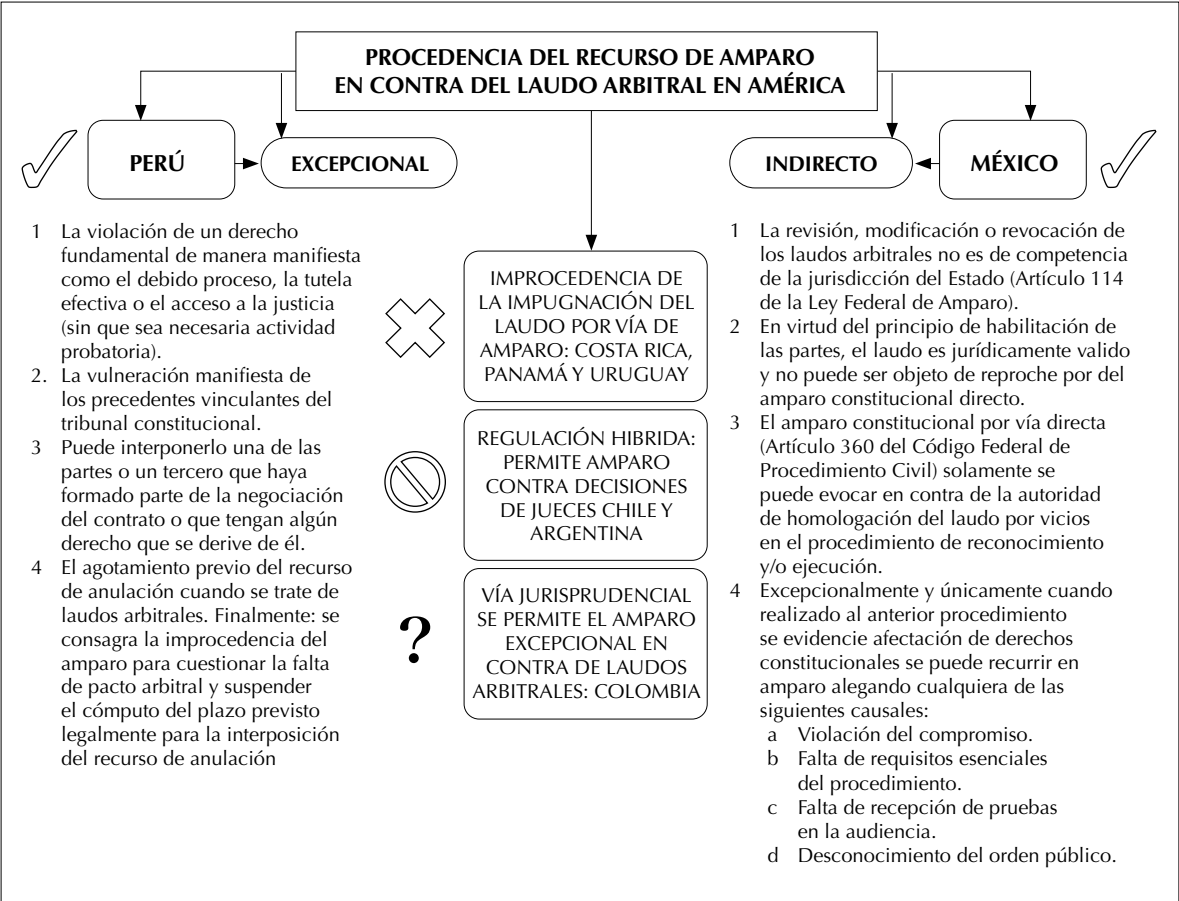 PROCEDENCIA DEL RECURSO DE AMPARO
EN CONTRA DEL LAUDO ARBITRAL EN AMÉRICA
PERÚ
EXCEPCIONAL
1 La violación de un derecho
fundamental de manera manifiesta
como el debido proceso, la tutela
efectiva o el acceso a la justicia
(sin que sea necesaria actividad
probatoria).
2. La vulneración manifiesta de
los precedentes vinculantes del
tribunal constitucional.
3 Puede interponerlo una de las
partes o un tercero que haya
formado parte de la negociación
del contrato o que tengan algún
derecho que se derive de él.
4 El agotamiento previo del recurso
de anulación cuando se trate de
laudos arbitrales. Finalmente: se
consagra la improcedencia del
amparo para cuestionar la falta
de pacto arbitral y suspender
el cómputo del plazo previsto
legalmente para la interposición
del recurso de anulación
IMPROCEDENCIA DE
LA IMPUGNACIÓN DEL
LAUDO POR VÍA DE
AMPARO: COSTA RICA,
PANAMÁ Y URUGUAY
REGULACIÓN HIBRIDA:
PERMITE AMPARO
CONTRA DECISIONES
DE JUECES CHILE Y
ARGENTINA
?
VÍA JURISPRUDENCIAL
SE PERMITE EL AMPARO
EXCEPCIONAL EN
CONTRA DE LAUDOS
ARBITRALES: COLOMBIA
INDIRECTO
MÉXICO
1 La revisión, modificación o revocación de
los laudos arbitrales no es de competencia
de la jurisdicción del Estado (Artículo 114
de la Ley Federal de Amparo).
2 En virtud del principio de habilitación de
las partes, el laudo es jurídicamente valido
y no puede ser objeto de reproche por del
amparo constitucional directo.
3 El amparo constitucional por vía directa
(Artículo 360 del Código Federal de
Procedimiento Civil) solamente se
puede evocar en contra de la autoridad
de homologación del laudo por vicios
en el procedimiento de reconocimiento
y/o ejecución.
4 Excepcionalmente y únicamente cuando
realizado al anterior procedimiento
se evidencie afectación de derechos
constitucionales se puede recurrir en
amparo alegando cualquiera de las
siguientes causales:
a Violación del compromiso.
b Falta de requisitos esenciales
del procedimiento.
c Falta de recepción de pruebas
en la audiencia.
d Desconocimiento del orden público.